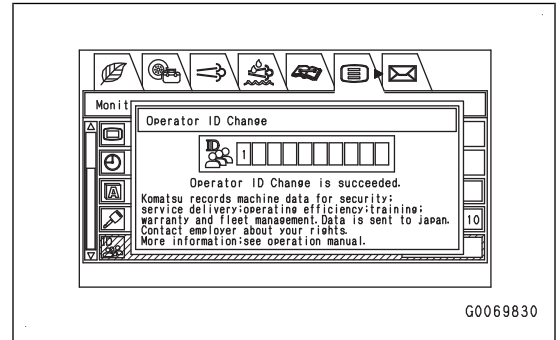 Monit
Operator ID Change
ID
1
Operator ID Change is succeeded.
Komatsu records machine data for security;
service delivery;operating efficiency;training;
warranty and fleet management. Data is sent to Japan.
Contact employer about your rights.
More information;see operation manual.
A
10
ID
G0069830